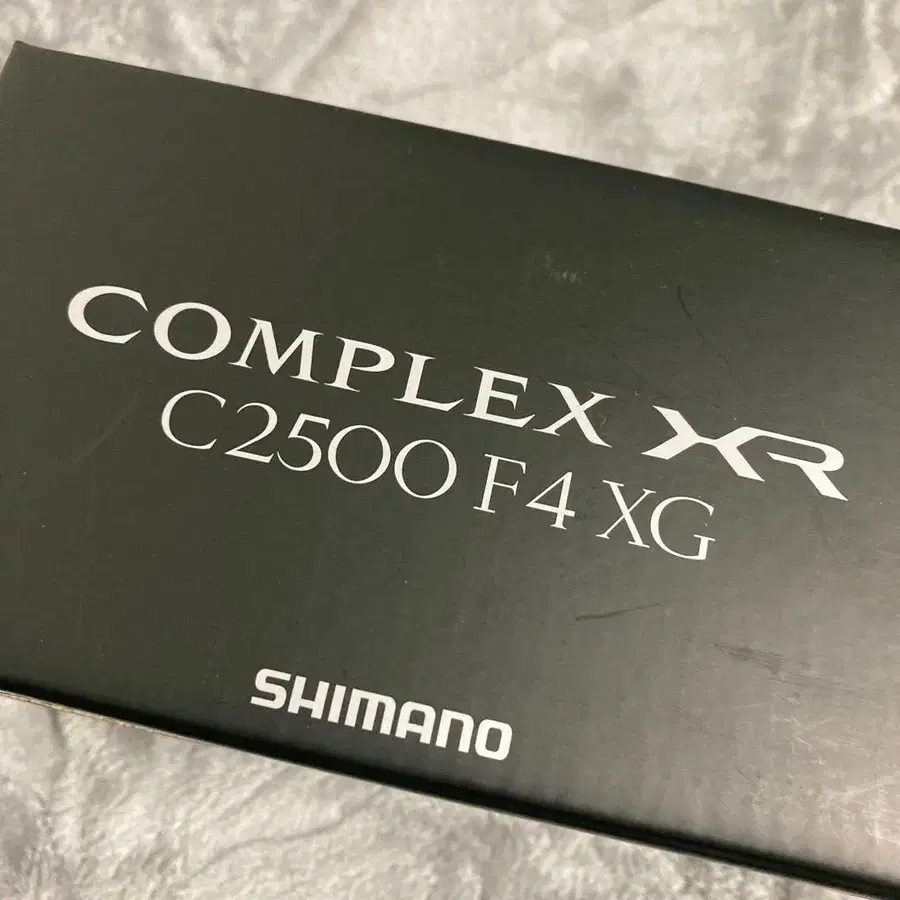 COMPLEX XR
C2500 F4 XG
SHIMANO